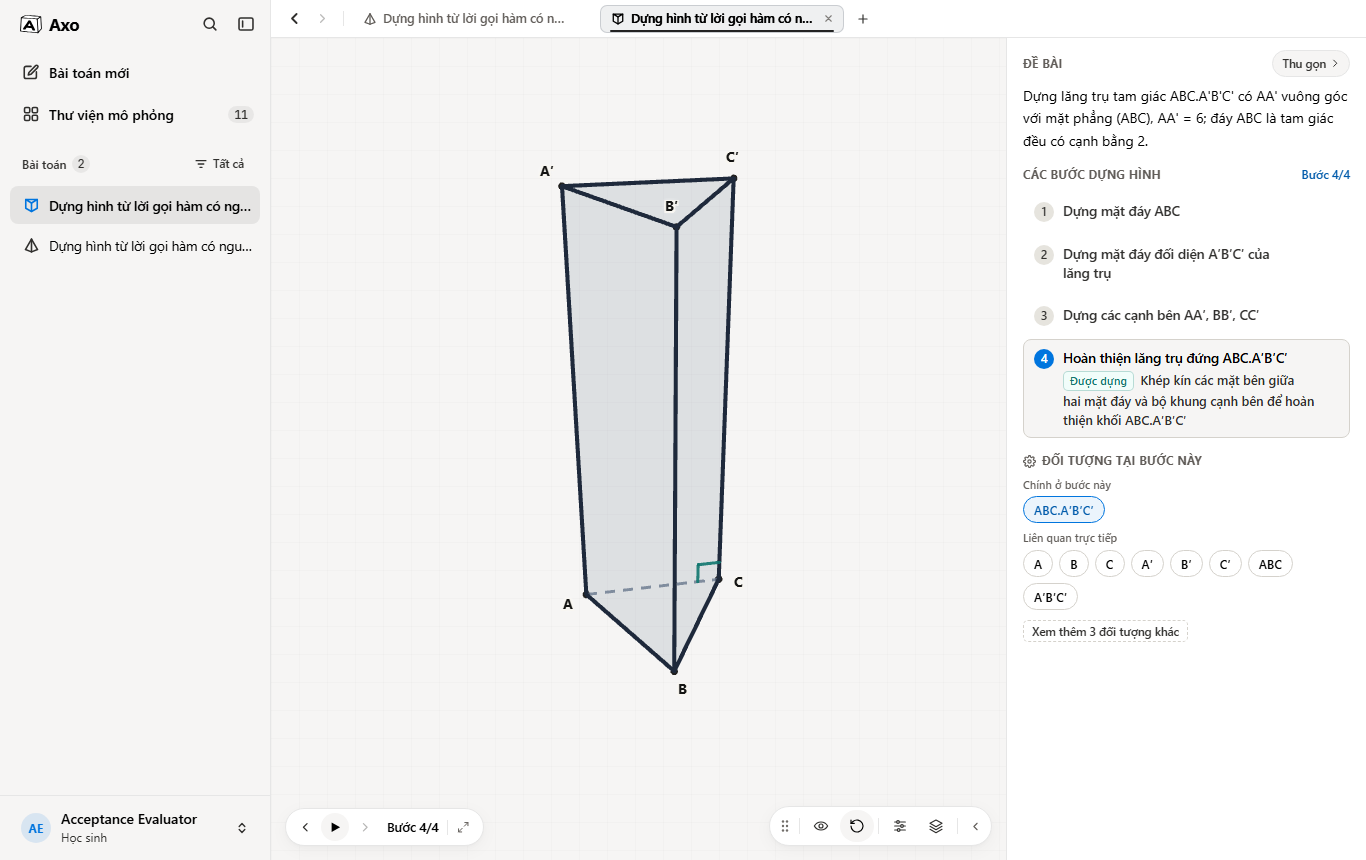 Axo
Bài toán mới
Thư viện mô phỏng 11
Bài toán 2 Tất cả
Dựng hình từ lời gọi hàm có ng...
Dựng hình từ lời gọi hàm có ngu...
Acceptance Evaluator
AE
Học sinh
Dựng hình từ lời gọi hàm có n...
Dựng hình từ lời gọi hàm có n...
A′
C′
B′
A
C
B
Bước 4/4
ĐỀ BÀI
Thu gọn
Dựng lăng trụ tam giác ABC.A'B'C' có AA' vuông góc
với mặt phẳng (ABC), AA' = 6; đáy ABC là tam giác
đều có cạnh bằng 2.
CÁC BƯỚC DỰNG HÌNH Bước 4/4
1 Dựng mặt đáy ABC
2 Dựng mặt đáy đối diện A′B′C′ của
lăng trụ
3 Dựng các cạnh bên AA′, BB′, CC′
4 Hoàn thiện lăng trụ đứng ABC.A′B′C′
Được dựng Khép kín các mặt bên giữa
hai mặt đáy và bộ khung cạnh bên để hoàn
thiện khối ABC.A′B′C′
ĐỐI TƯỢNG TẠI BƯỚC NÀY
Chính ở bước này
ABC.A′B′C′
Liên quan trực tiếp
A B C A′ B′ C′ ABC
A′B′C′
Xem thêm 3 đối tượng khác